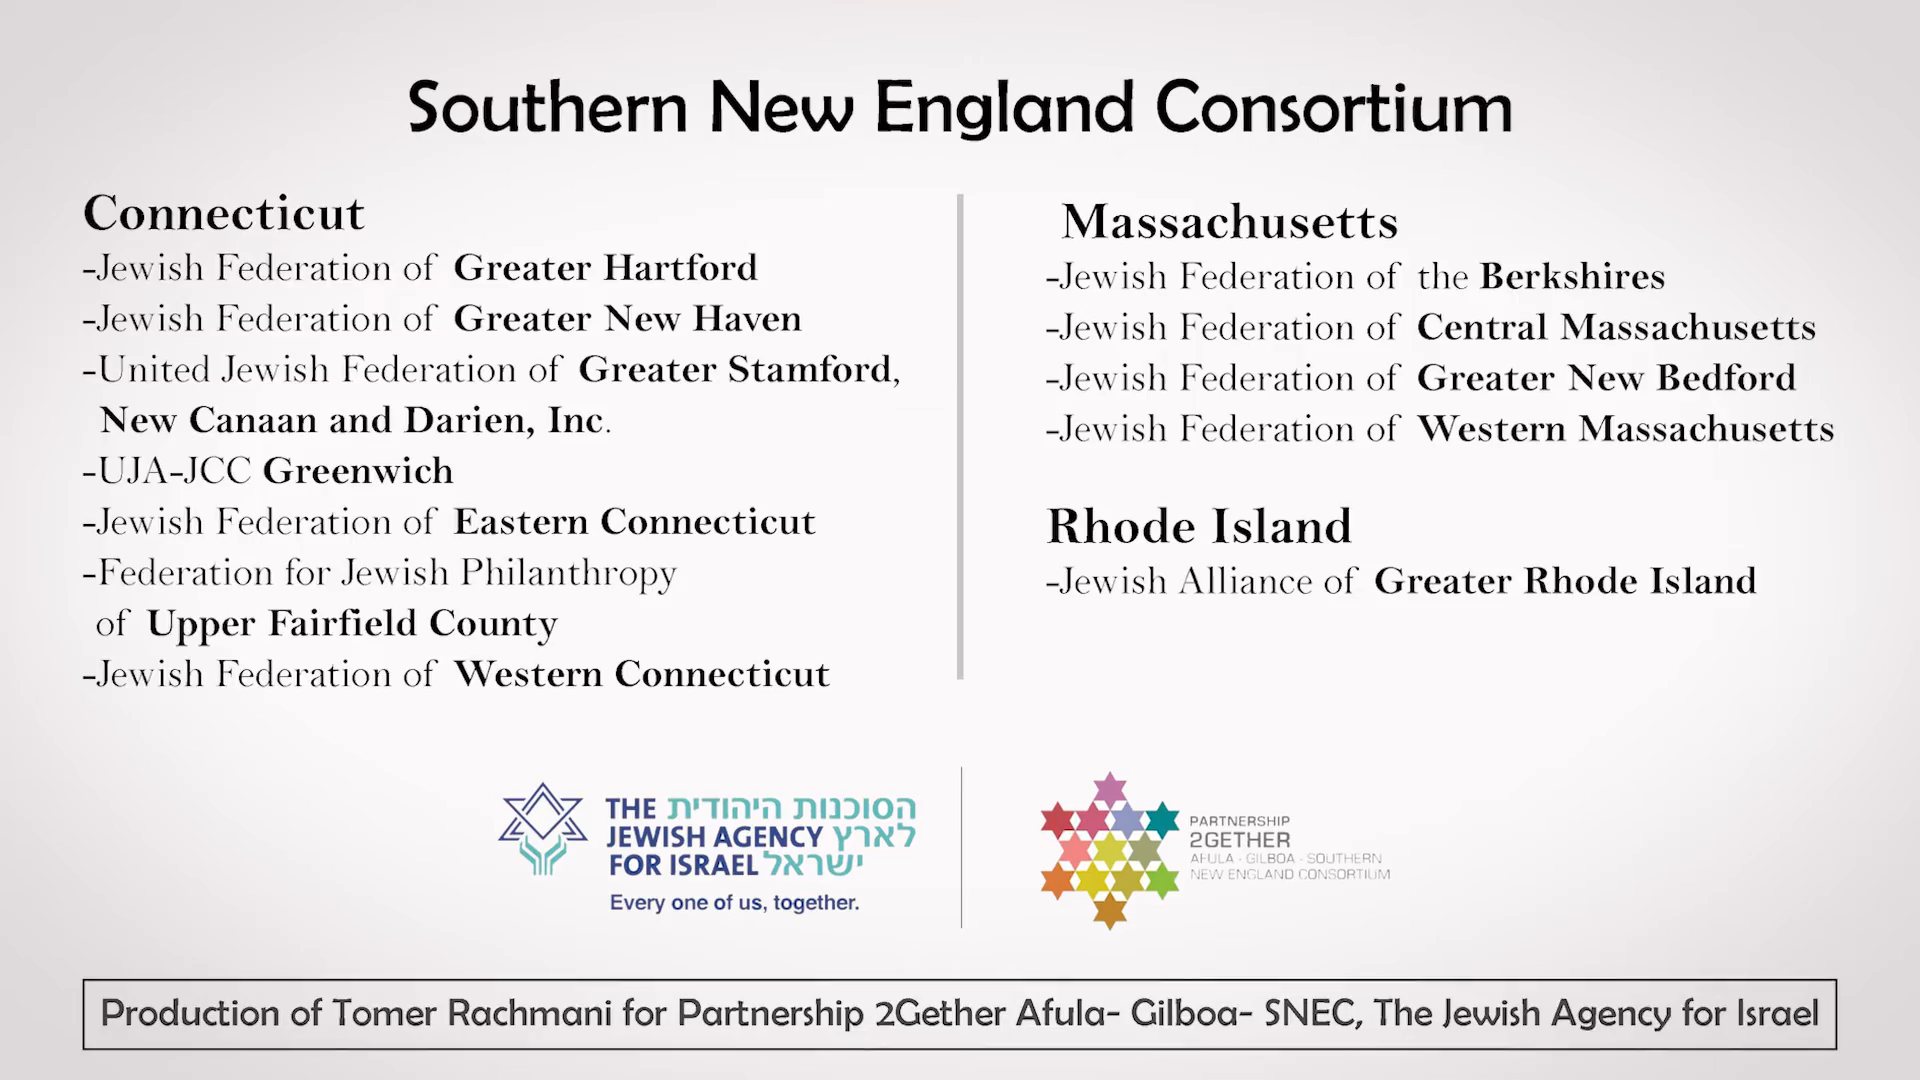 Southern New England Consortium
Connecticut
-Jewish Federation of Greater Hartford
-Jewish Federation of Greater New Haven
-United Jewish Federation of Greater Stamford,
New Canaan and Darien, Inc.
-UJA-JCC Greenwich
-Jewish Federation of Eastern Connecticut
-Federation for Jewish Philanthropy
of Upper Fairfield County
-Jewish Federation of Western Connecticut
Massachusetts
-Jewish Federation of the Berkshires
-Jewish Federation of Central Massachusetts
-Jewish Federation of Greater New Bedford
-Jewish Federation of Western Massachusetts
Rhode Island
-Jewish Alliance of Greater Rhode Island
THE הסוכנות היהודית
JEWISH AGENCY לארץ
FOR ISRAEL ישראל
Every one of us, together.
PARTNERSHIP
2GETHER
AFULA - GILBOA - SOUTHERN
NEW ENGLAND CONSORTIUM
Production of Tomer Rachmani for Partnership 2Gether Afula- Gilboa- SNEC, The Jewish Agency for Israel